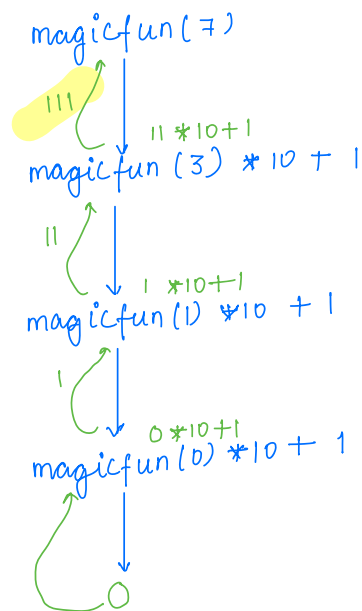 magicfun(7)
111
11 *10+1
magicfun (3) *10 + 1
11
1 *10+1
magicfun(1) *10 + 1
1
0*10+1
magicfun(0) *10 + 1
0